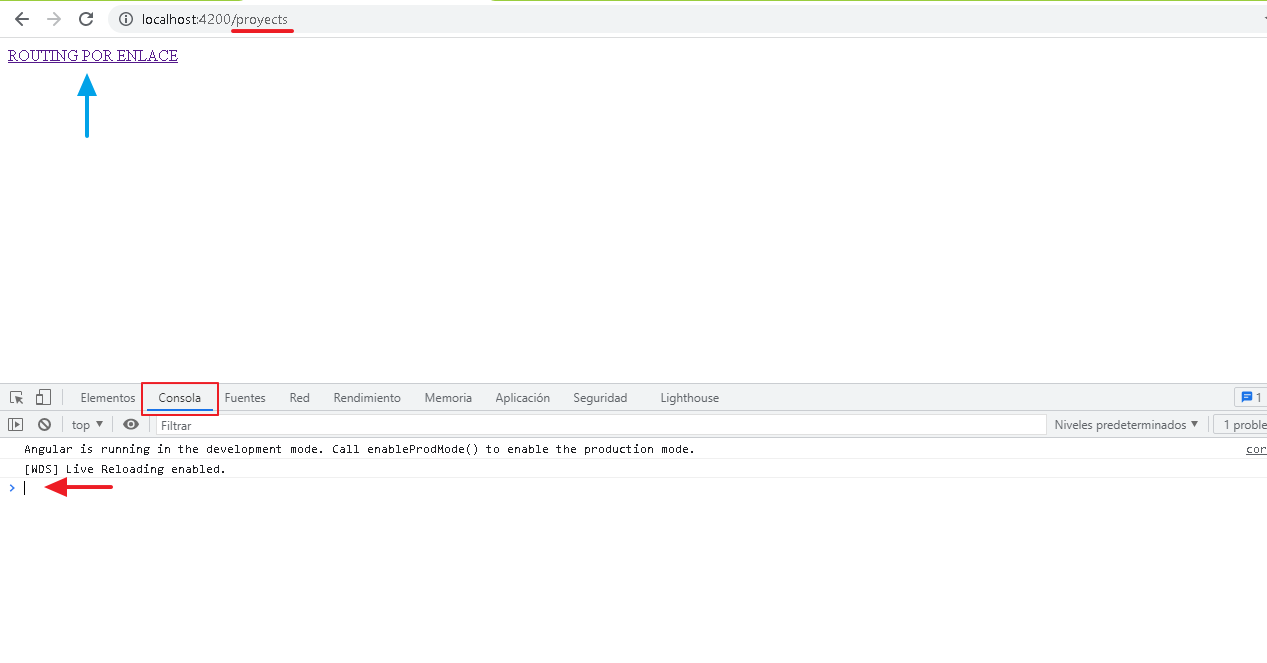 localhost:4200/proyects
ROUTING POR ENLACE
Elementos Consola Fuentes Red Rendimiento Memoria Aplicación Seguridad Lighthouse 1
top Filtrar Niveles predeterminados 1 proble
Angular is running in the development mode. Call enableProdMode() to enable the production mode. cor
[WDS] Live Reloading enabled.
>